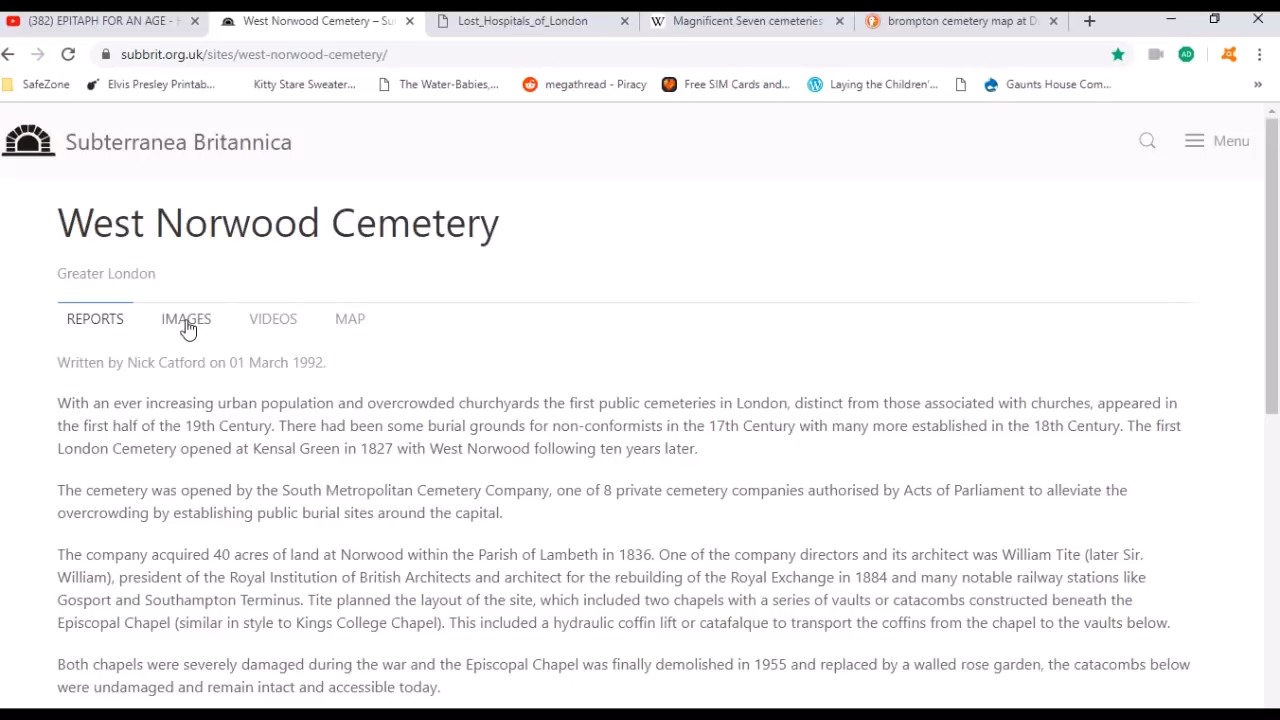 (382) EPITAPH FOR AN AGE - H
West Norwood Cemetery – Su
Lost_Hospitals_of_London
Magnificent Seven cemeteries
brompton cemetery map at D
subbrit.org.uk/sites/west-norwood-cemetery/
SafeZone
Elvis Presley Printab...
Kitty Stare Sweater...
The Water-Babies,...
megathread - Piracy
Free SIM Cards and...
Laying the Children'...
Gaunts House Com...
Subterranea Britannica
Menu
West Norwood Cemetery
Greater London
REPORTS IMAGES VIDEOS MAP
Written by Nick Catford on 01 March 1992.
With an ever increasing urban population and overcrowded churchyards the first public cemeteries in London, distinct from those associated with churches, appeared in
the first half of the 19th Century. There had been some burial grounds for non-conformists in the 17th Century with many more established in the 18th Century. The first
London Cemetery opened at Kensal Green in 1827 with West Norwood following ten years later.
The cemetery was opened by the South Metropolitan Cemetery Company, one of 8 private cemetery companies authorised by Acts of Parliament to alleviate the
overcrowding by establishing public burial sites around the capital.
The company acquired 40 acres of land at Norwood within the Parish of Lambeth in 1836. One of the company directors and its architect was William Tite (later Sir.
William), president of the Royal Institution of British Architects and architect for the rebuilding of the Royal Exchange in 1884 and many notable railway stations like
Gosport and Southampton Terminus. Tite planned the layout of the site, which included two chapels with a series of vaults or catacombs constructed beneath the
Episcopal Chapel (similar in style to Kings College Chapel). This included a hydraulic coffin lift or catafalque to transport the coffins from the chapel to the vaults below.
Both chapels were severely damaged during the war and the Episcopal Chapel was finally demolished in 1955 and replaced by a walled rose garden, the catacombs below
were undamaged and remain intact and accessible today.